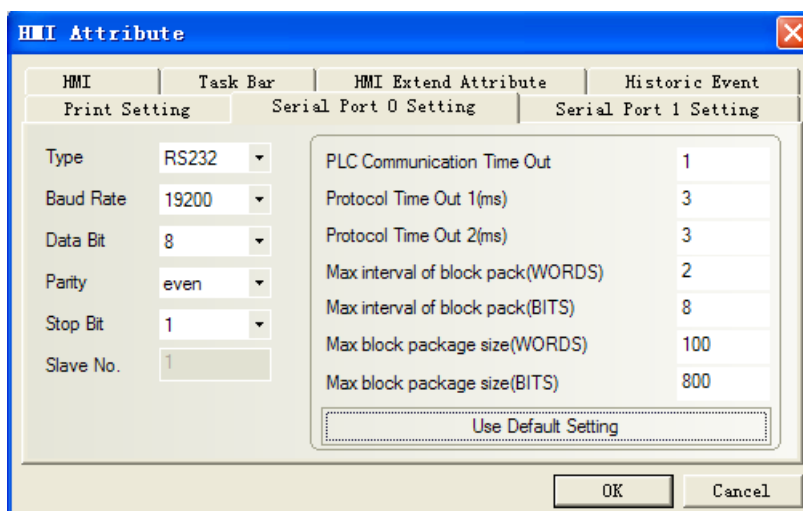 HMI Attribute
HMI Task Bar HMI Extend Attribute Historic Event
Print Setting Serial Port 0 Setting Serial Port 1 Setting
Type RS232
Baud Rate 19200
Data Bit 8
Parity even
Stop Bit 1
Slave No. 1
PLC Communication Time Out 1
Protocol Time Out 1(ms) 3
Protocol Time Out 2(ms) 3
Max interval of block pack(WORDS) 2
Max interval of block pack(BITS) 8
Max block package size(WORDS) 100
Max block package size(BITS) 800
Use Default Setting
OK Cancel